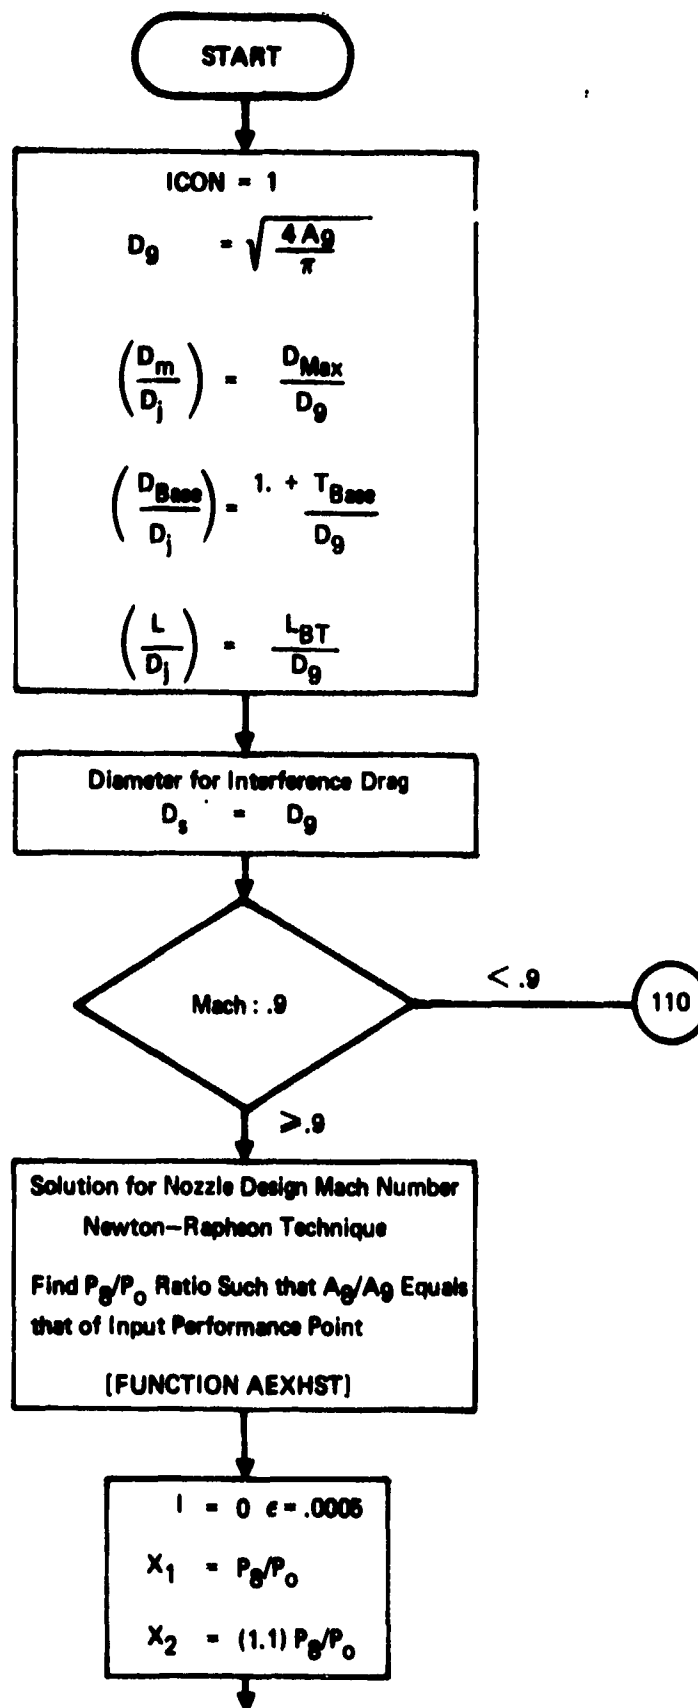 START
ICON = 1
D9 = √(4 A9 / π)
(Dm / Dj) = DMax / D9
(DBase / Dj) = 1. + TBase / D9
(L / Dj) = LBT / D9
Diameter for Interference Drag
Ds = D9
Mach : .9
< .9
110
≥.9
Solution for Nozzle Design Mach Number
Newton–Raphson Technique
Find P8/Po Ratio Such that A8/A9 Equals
that of Input Performance Point
[FUNCTION AEXHST]
I = 0 ϵ = .0005
X1 = P8/Po
X2 = (1.1) P8/Po